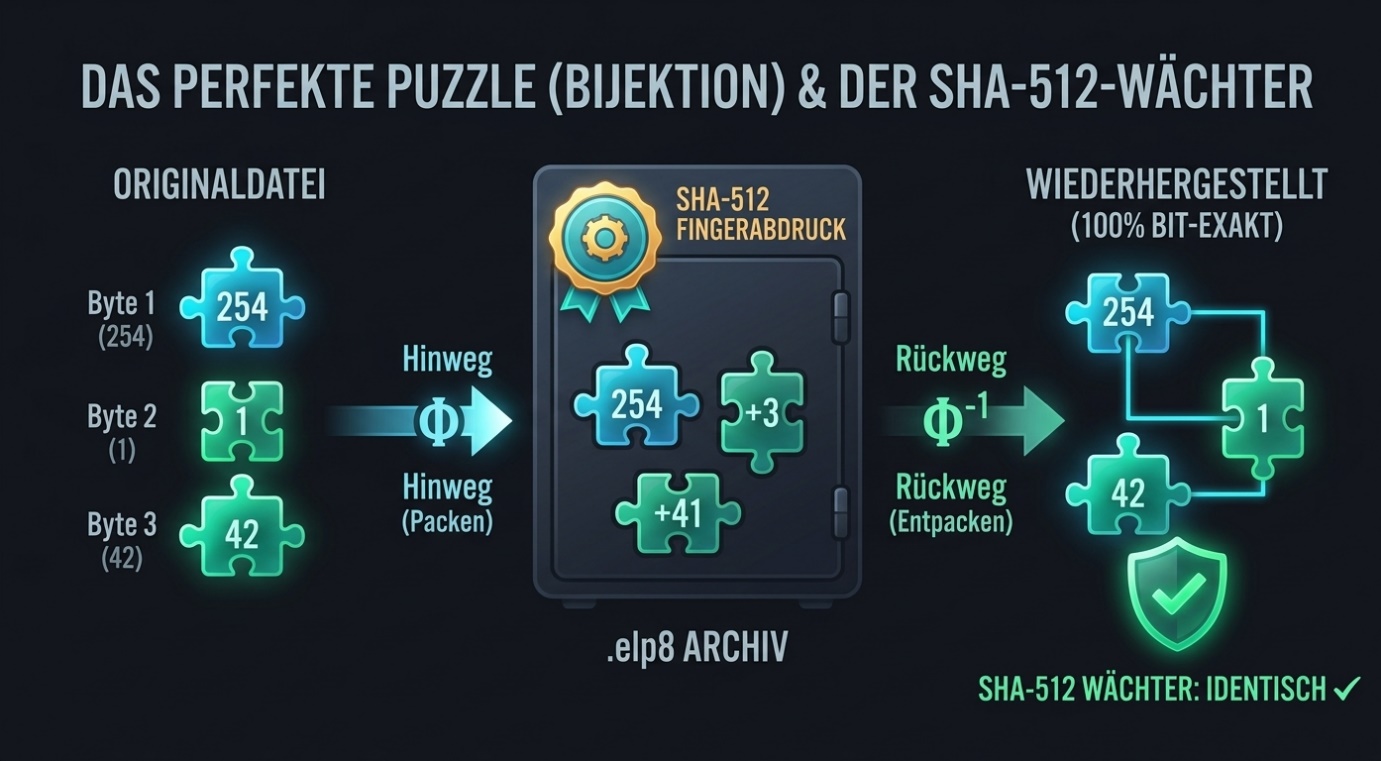 DAS PERFEKTE PUZZLE (BIJEKTION) & DER SHA-512-WÄCHTER
ORIGINALDATEI
Byte 1
(254)
254
Byte 2
(1)
1
Byte 3
(42)
42
Hinweg
Φ
Hinweg
(Packen)
SHA-512
FINGERABDRUCK
254
+3
+41
.elp8 ARCHIV
Rückweg
Φ-1
Rückweg
(Entpacken)
WIEDERHERGESTELLT
(100% BIT-EXAKT)
254
1
42
SHA-512 WÄCHTER: IDENTISCH ✓